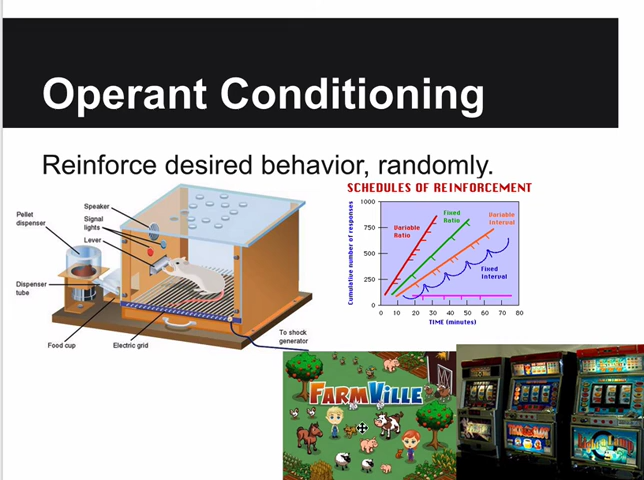 Operant Conditioning
Reinforce desired behavior, randomly.
Pellet
dispenser
Speaker
Signal
lights
Lever
Dispenser
tube
Food cup
Electric grid
To shock
generator
SCHEDULES OF REINFORCEMENT
Cumulative number of responses
1000
750
500
250
0
Variable
Ratio
Fixed
Ratio
Variable
Interval
Fixed
Interval
0 10 20 30 40 50 60 70 80
TIME (minutes)
FARMVILLE